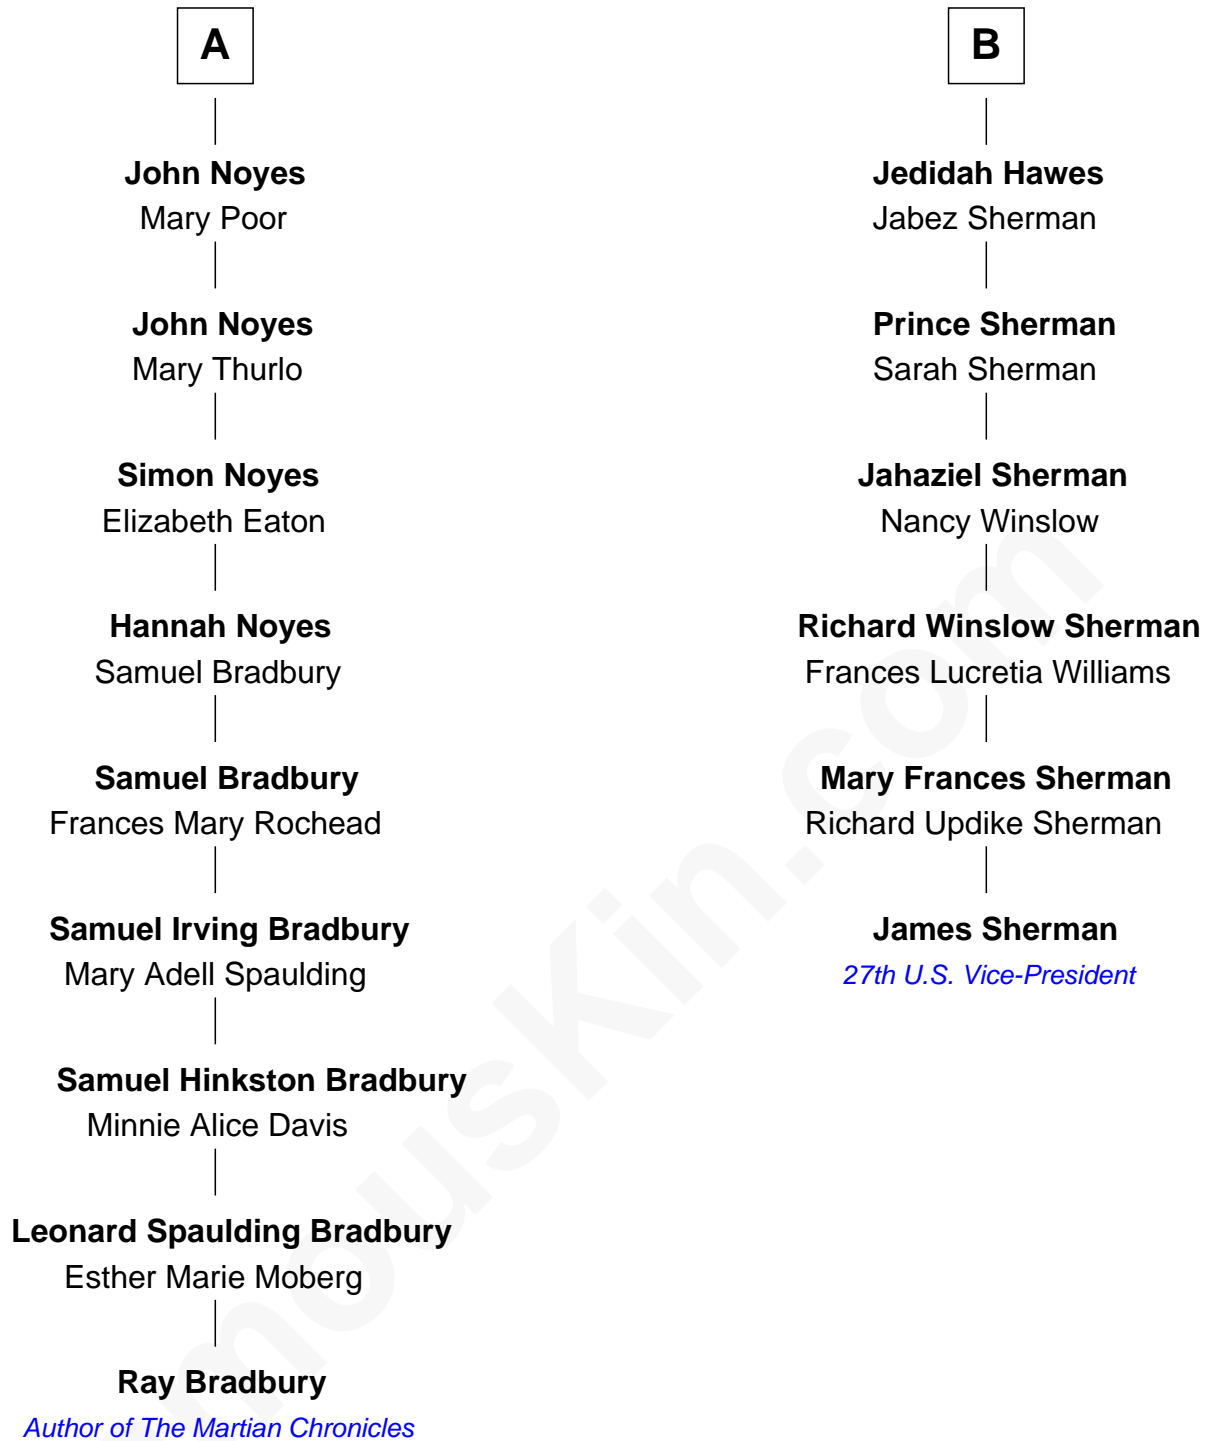 A
John Noyes
Mary Poor
John Noyes
Mary Thurlo
Simon Noyes
Elizabeth Eaton
Hannah Noyes
Samuel Bradbury
Samuel Bradbury
Frances Mary Rochead
Samuel Irving Bradbury
Mary Adell Spaulding
Samuel Hinkston Bradbury
Minnie Alice Davis
Leonard Spaulding Bradbury
Esther Marie Moberg
Ray Bradbury
Author of The Martian Chronicles
B
Jedidah Hawes
Jabez Sherman
Prince Sherman
Sarah Sherman
Jahaziel Sherman
Nancy Winslow
Richard Winslow Sherman
Frances Lucretia Williams
Mary Frances Sherman
Richard Updike Sherman
James Sherman
27th U.S. Vice-President
mousKin.com